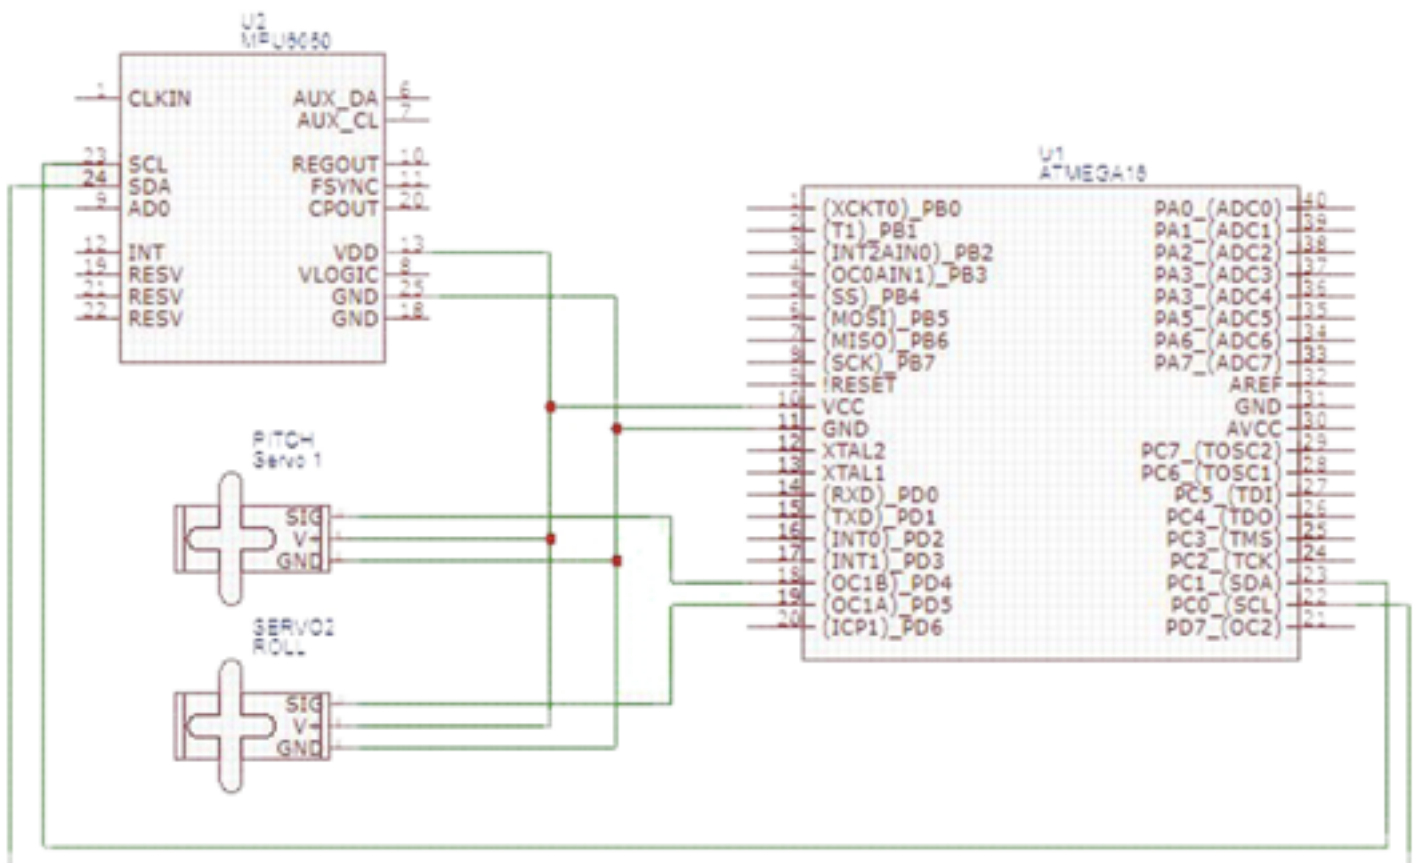 U2
MPU6050
1 CLKIN AUX_DA 6
AUX_CL 7
23 SCL REGOUT 10
24 SDA FSYNC 11
9 AD0 CPOUT 20
12 INT VDD 13
19 RESV VLOGIC 8
21 RESV GND 25
22 RESV GND 18
U1
ATMEGA16
1 (XCKT0)_PB0 PA0_(ADC0) 40
2 (T1)_PB1 PA1_(ADC1) 39
3 (INT2AIN0)_PB2 PA2_(ADC2) 38
4 (OC0AIN1)_PB3 PA3_(ADC3) 37
5 (SS)_PB4 PA3_(ADC4) 36
6 (MOSI)_PB5 PA5_(ADC5) 35
7 (MISO)_PB6 PA6_(ADC6) 34
8 (SCK)_PB7 PA7_(ADC7) 33
9 !RESET AREF 32
10 VCC GND 31
11 GND AVCC 30
12 XTAL2 PC7_(TOSC2) 29
13 XTAL1 PC6_(TOSC1) 28
14 (RXD)_PD0 PC5_(TDI) 27
15 (TXD)_PD1 PC4_(TDO) 26
16 (INT0)_PD2 PC3_(TMS) 25
17 (INT1)_PD3 PC2_(TCK) 24
18 (OC1B)_PD4 PC1_(SDA) 23
19 (OC1A)_PD5 PC0_(SCL) 22
20 (ICP1)_PD6 PD7_(OC2) 21
PITCH
Servo 1
SIG
V+
GND
SERVO2
ROLL
SIG
V+
GND